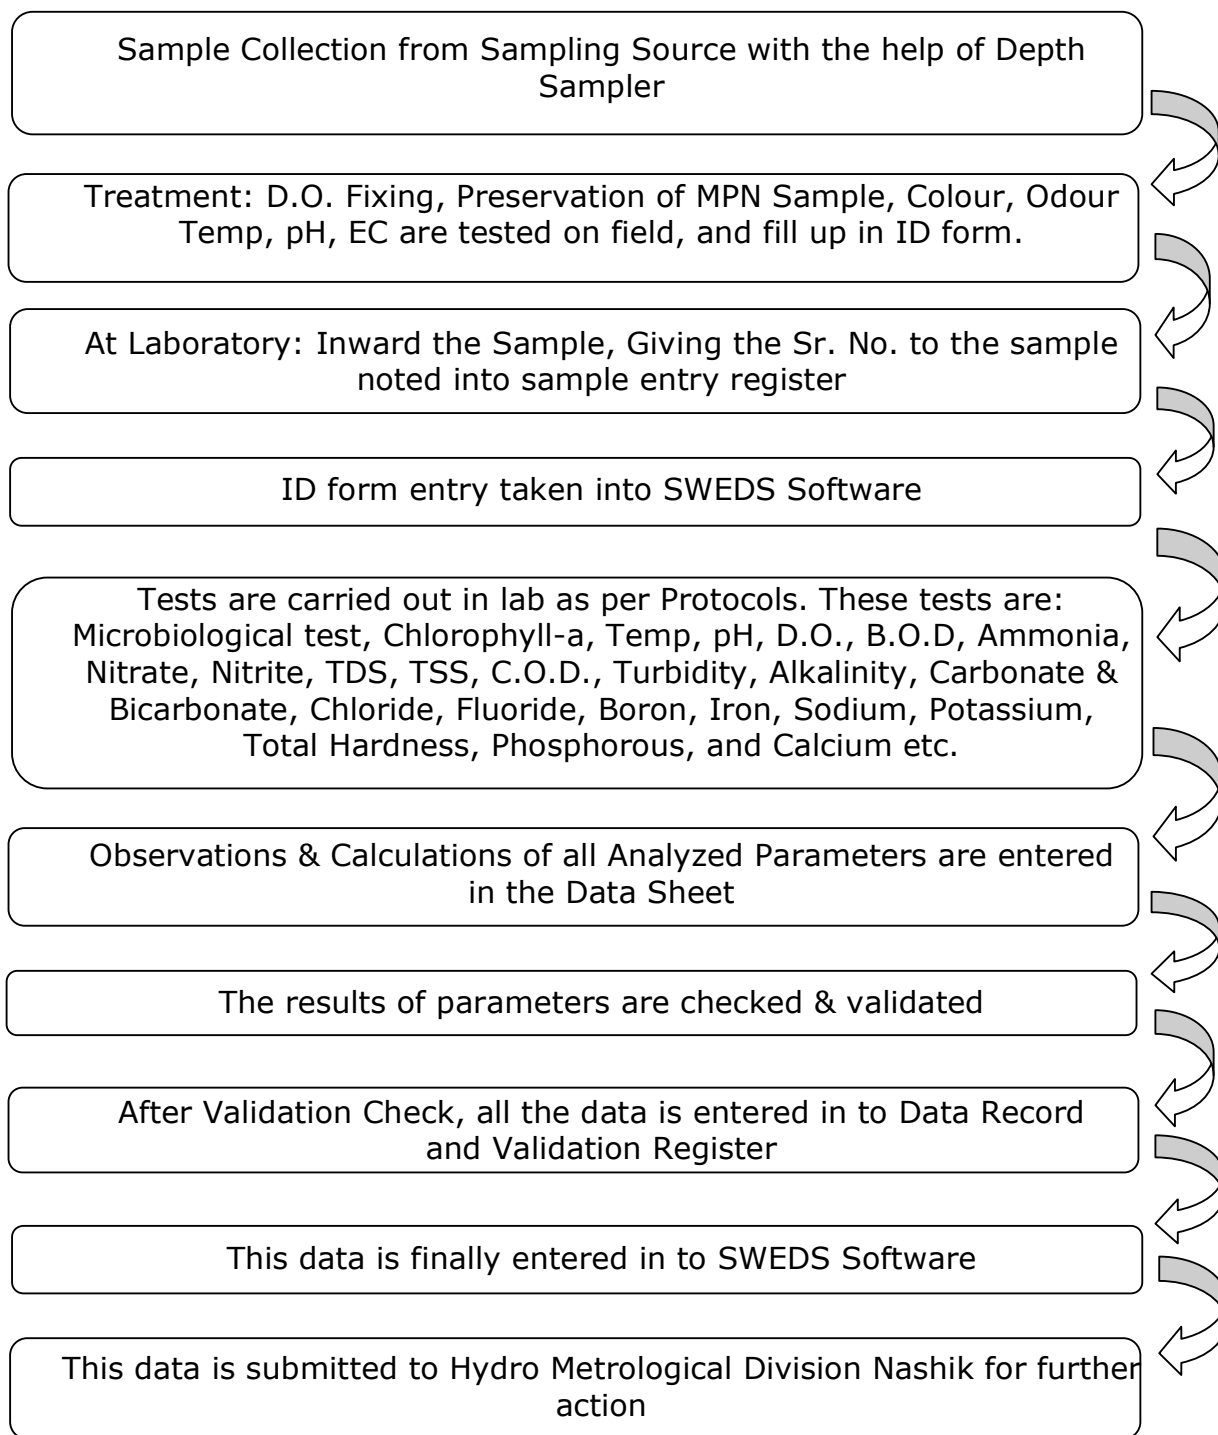 Sample Collection from Sampling Source with the help of Depth
Sampler
Treatment: D.O. Fixing, Preservation of MPN Sample, Colour, Odour
Temp, pH, EC are tested on field, and fill up in ID form.
At Laboratory: Inward the Sample, Giving the Sr. No. to the sample
noted into sample entry register
ID form entry taken into SWEDS Software
Tests are carried out in lab as per Protocols. These tests are:
Microbiological test, Chlorophyll-a, Temp, pH, D.O., B.O.D, Ammonia,
Nitrate, Nitrite, TDS, TSS, C.O.D., Turbidity, Alkalinity, Carbonate &
Bicarbonate, Chloride, Fluoride, Boron, Iron, Sodium, Potassium,
Total Hardness, Phosphorous, and Calcium etc.
Observations & Calculations of all Analyzed Parameters are entered
in the Data Sheet
The results of parameters are checked & validated
After Validation Check, all the data is entered in to Data Record
and Validation Register
This data is finally entered in to SWEDS Software
This data is submitted to Hydro Metrological Division Nashik for further
action